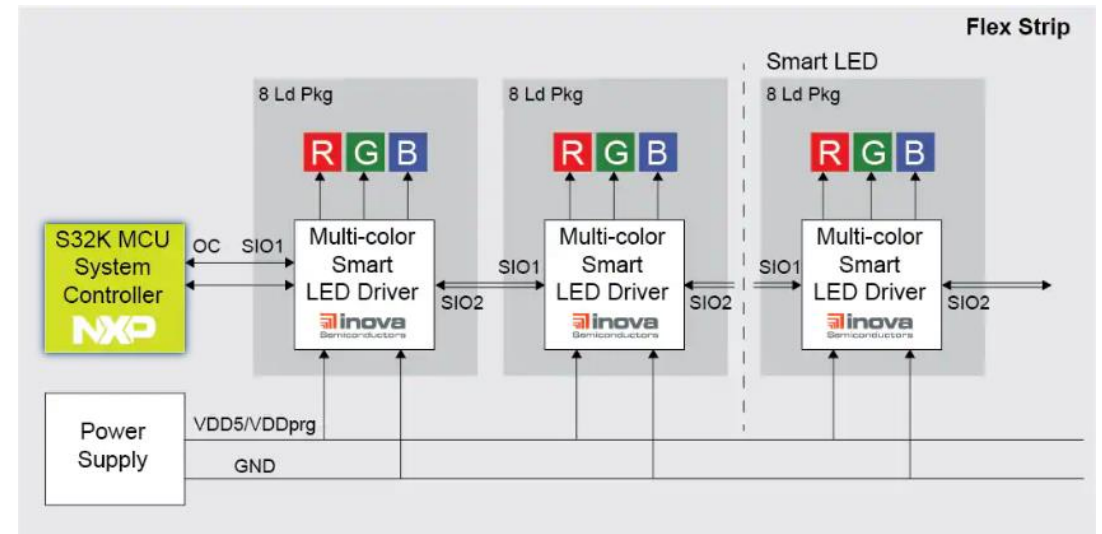 Flex Strip
Smart LED
8 Ld Pkg
8 Ld Pkg
8 Ld Pkg
R G B
R G B
R G B
S32K MCU
System
Controller
NXP
OC
SIO1
Multi-color
Smart
LED Driver
inova
Semiconductors
SIO2
SIO1
Multi-color
Smart
LED Driver
inova
Semiconductors
SIO2
SIO1
Multi-color
Smart
LED Driver
inova
Semiconductors
SIO2
Power
Supply
VDD5/VDDprg
GND